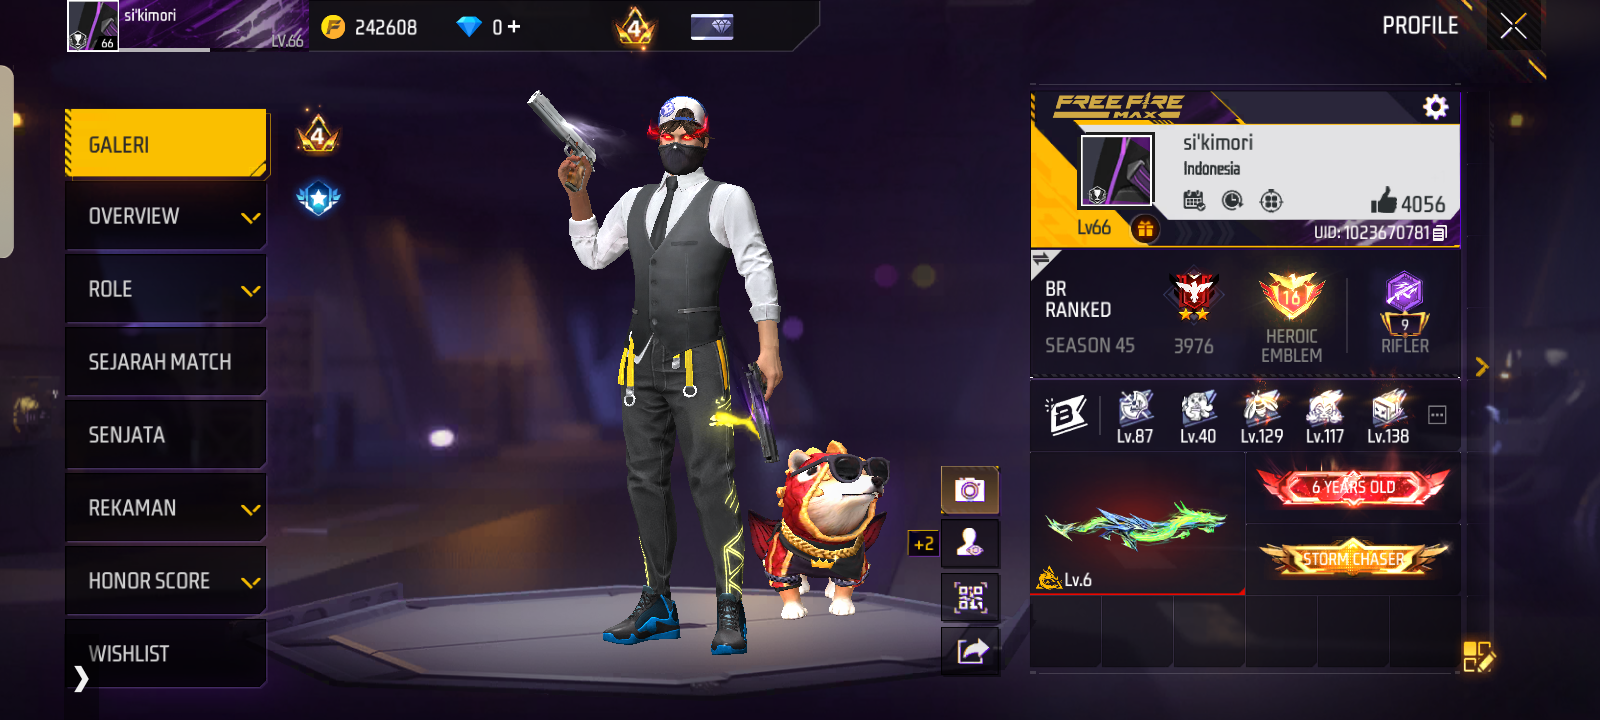 si'kimori
66
LV.66
242608
0+
4
PROFILE
GALERI
OVERVIEW
ROLE
SEJARAH MATCH
SENJATA
REKAMAN
HONOR SCORE
WISHLIST
4
+2
FREE FIRE
MAX
si'kimori
Indonesia
4056
Lv66
UID: 1023670781
BR
RANKED
SEASON 45
3976
16
HEROIC
EMBLEM
9
RIFLER
B
Lv.87
Lv.40
Lv.129
Lv.117
Lv.138
Lv.6
6 YEARS OLD
STORM CHASER